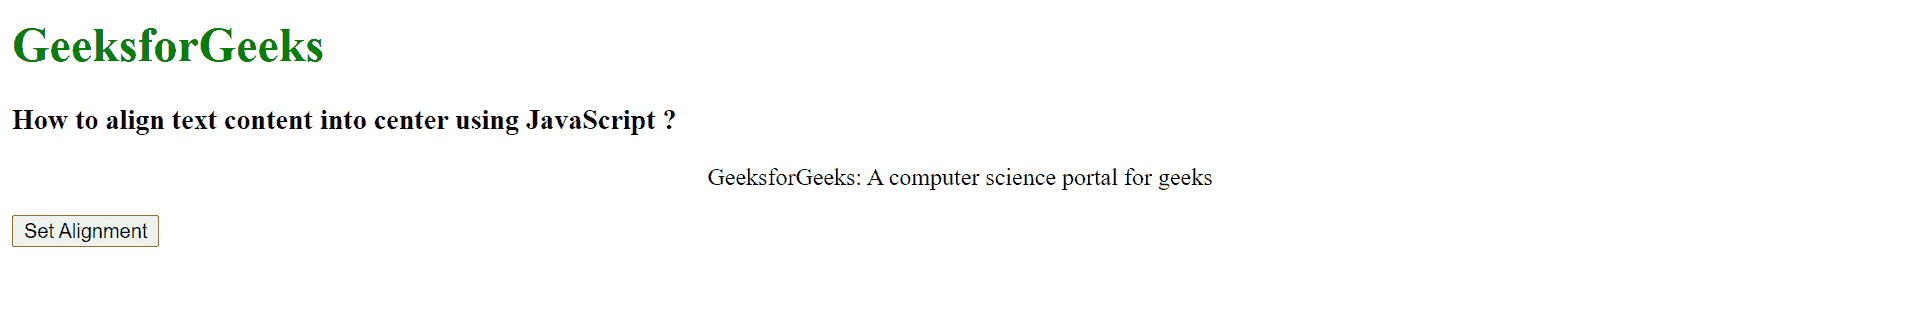 GeeksforGeeks
How to align text content into center using JavaScript ?
GeeksforGeeks: A computer science portal for geeks
Set Alignment